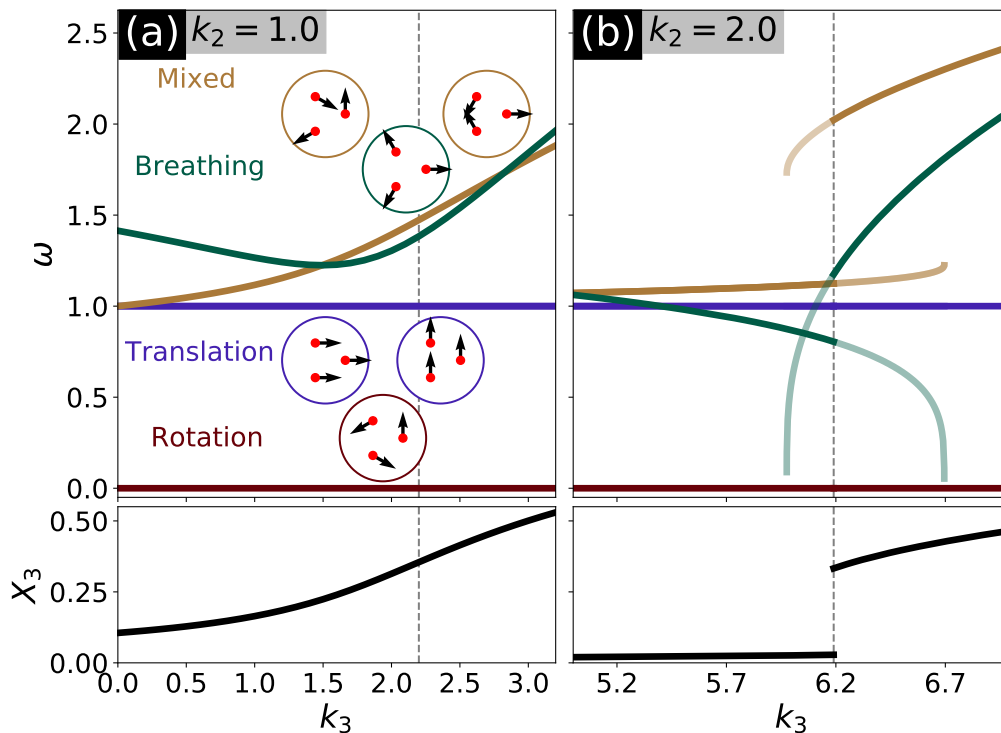 (a) k₂ = 1.0
(b) k₂ = 2.0
Mixed
Breathing
Translation
Rotation
ω
2.5
2.0
1.5
1.0
0.5
0.0
X₃
0.50
0.25
0.00
0.0 0.5 1.0 1.5 2.0 2.5 3.0
k₃
5.2 5.7 6.2 6.7
k₃